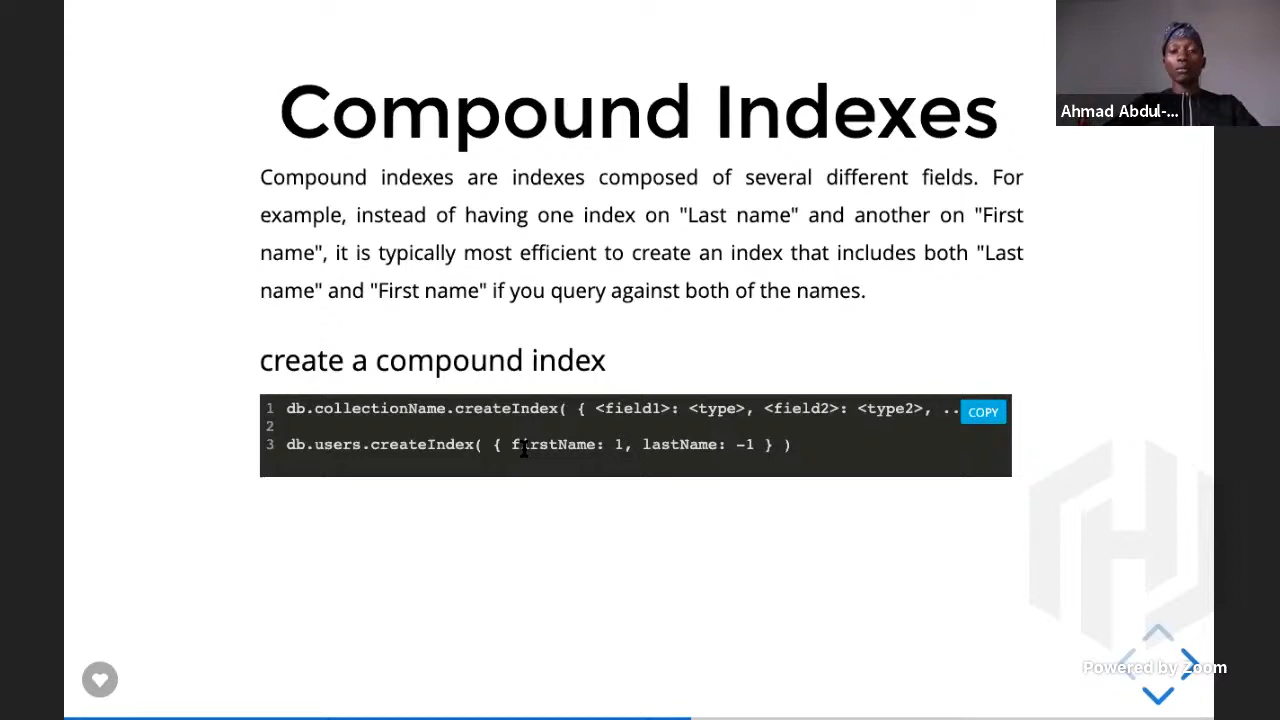 Compound Indexes
Ahmad Abdul-...
Compound indexes are indexes composed of several different fields. For
example, instead of having one index on "Last name" and another on "First
name", it is typically most efficient to create an index that includes both "Last
name" and "First name" if you query against both of the names.
create a compound index
1 db.collectionName.createIndex( { <field1>: <type>, <field2>: <type2>, ..
COPY
2
3 db.users.createIndex( { firstName: 1, lastName: -1 } )
Powered by Zoom